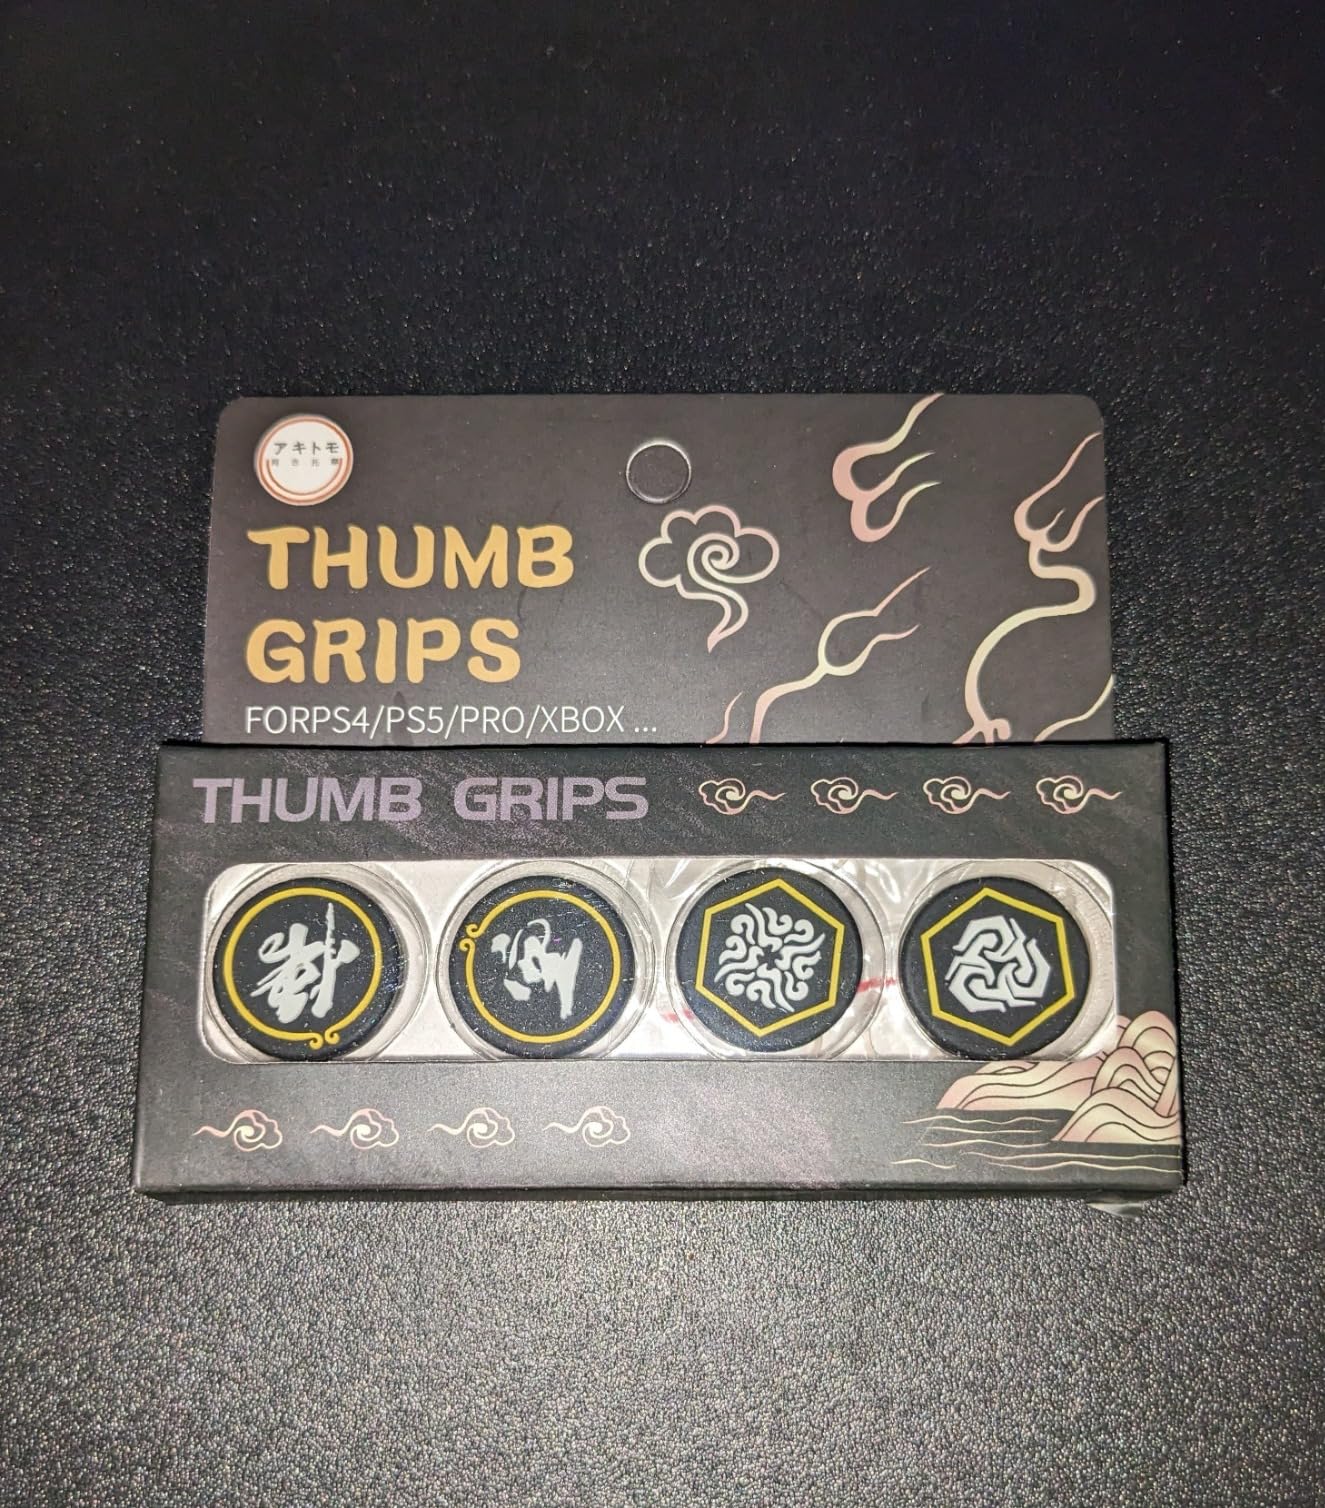 アキトモ
THUMB
GRIPS
FORPS4/PS5/PRO/XBOX ...
THUMB GRIPS